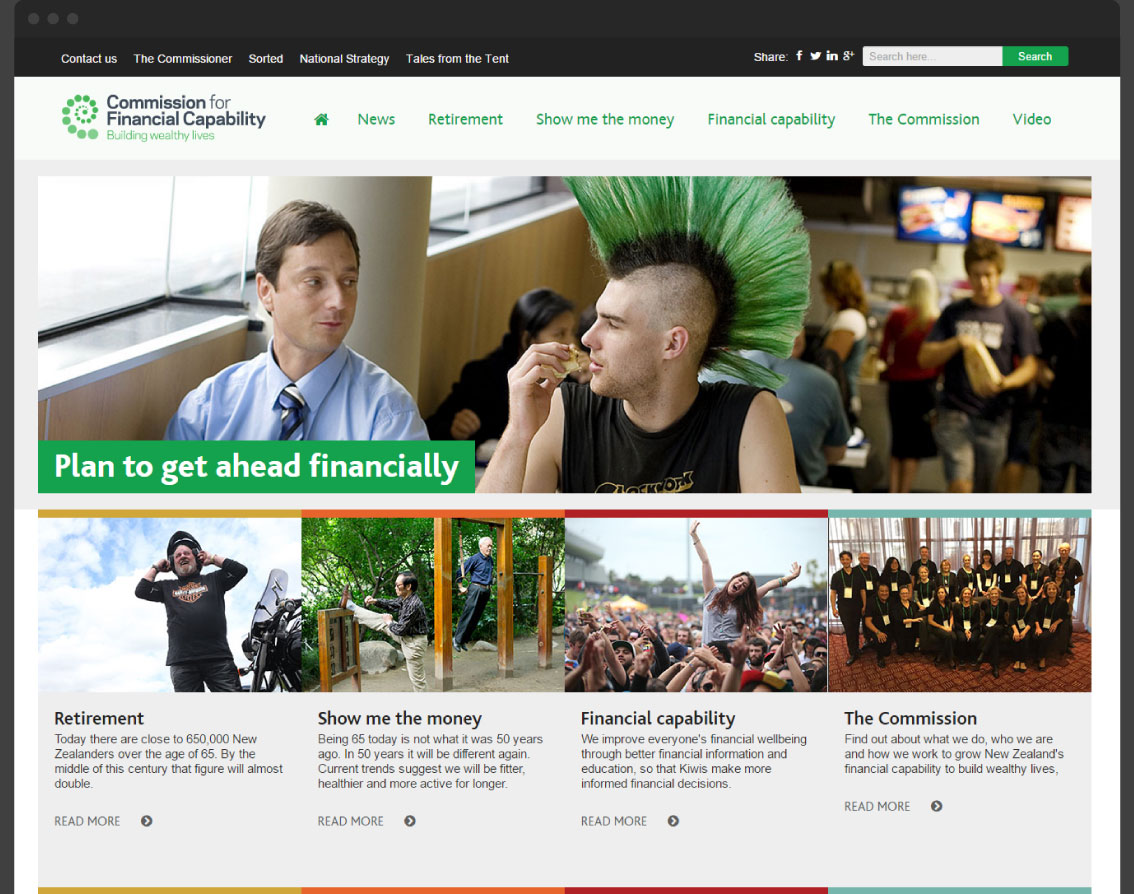 Contact us The Commissioner Sorted National Strategy Tales from the Tent
Share: Search here... Search
Commission for
Financial Capability
Building wealthy lives
News Retirement Show me the money Financial capability The Commission Video
Plan to get ahead financially
Retirement
Today there are close to 650,000 New
Zealanders over the age of 65. By the
middle of this century that figure will almost
double.
READ MORE
Show me the money
Being 65 today is not what it was 50 years
ago. In 50 years it will be different again.
Current trends suggest we will be fitter,
healthier and more active for longer.
READ MORE
Financial capability
We improve everyone's financial wellbeing
through better financial information and
education, so that Kiwis make more
informed financial decisions.
READ MORE
The Commission
Find out about what we do, who we are
and how we work to grow New Zealand's
financial capability to build wealthy lives,
READ MORE